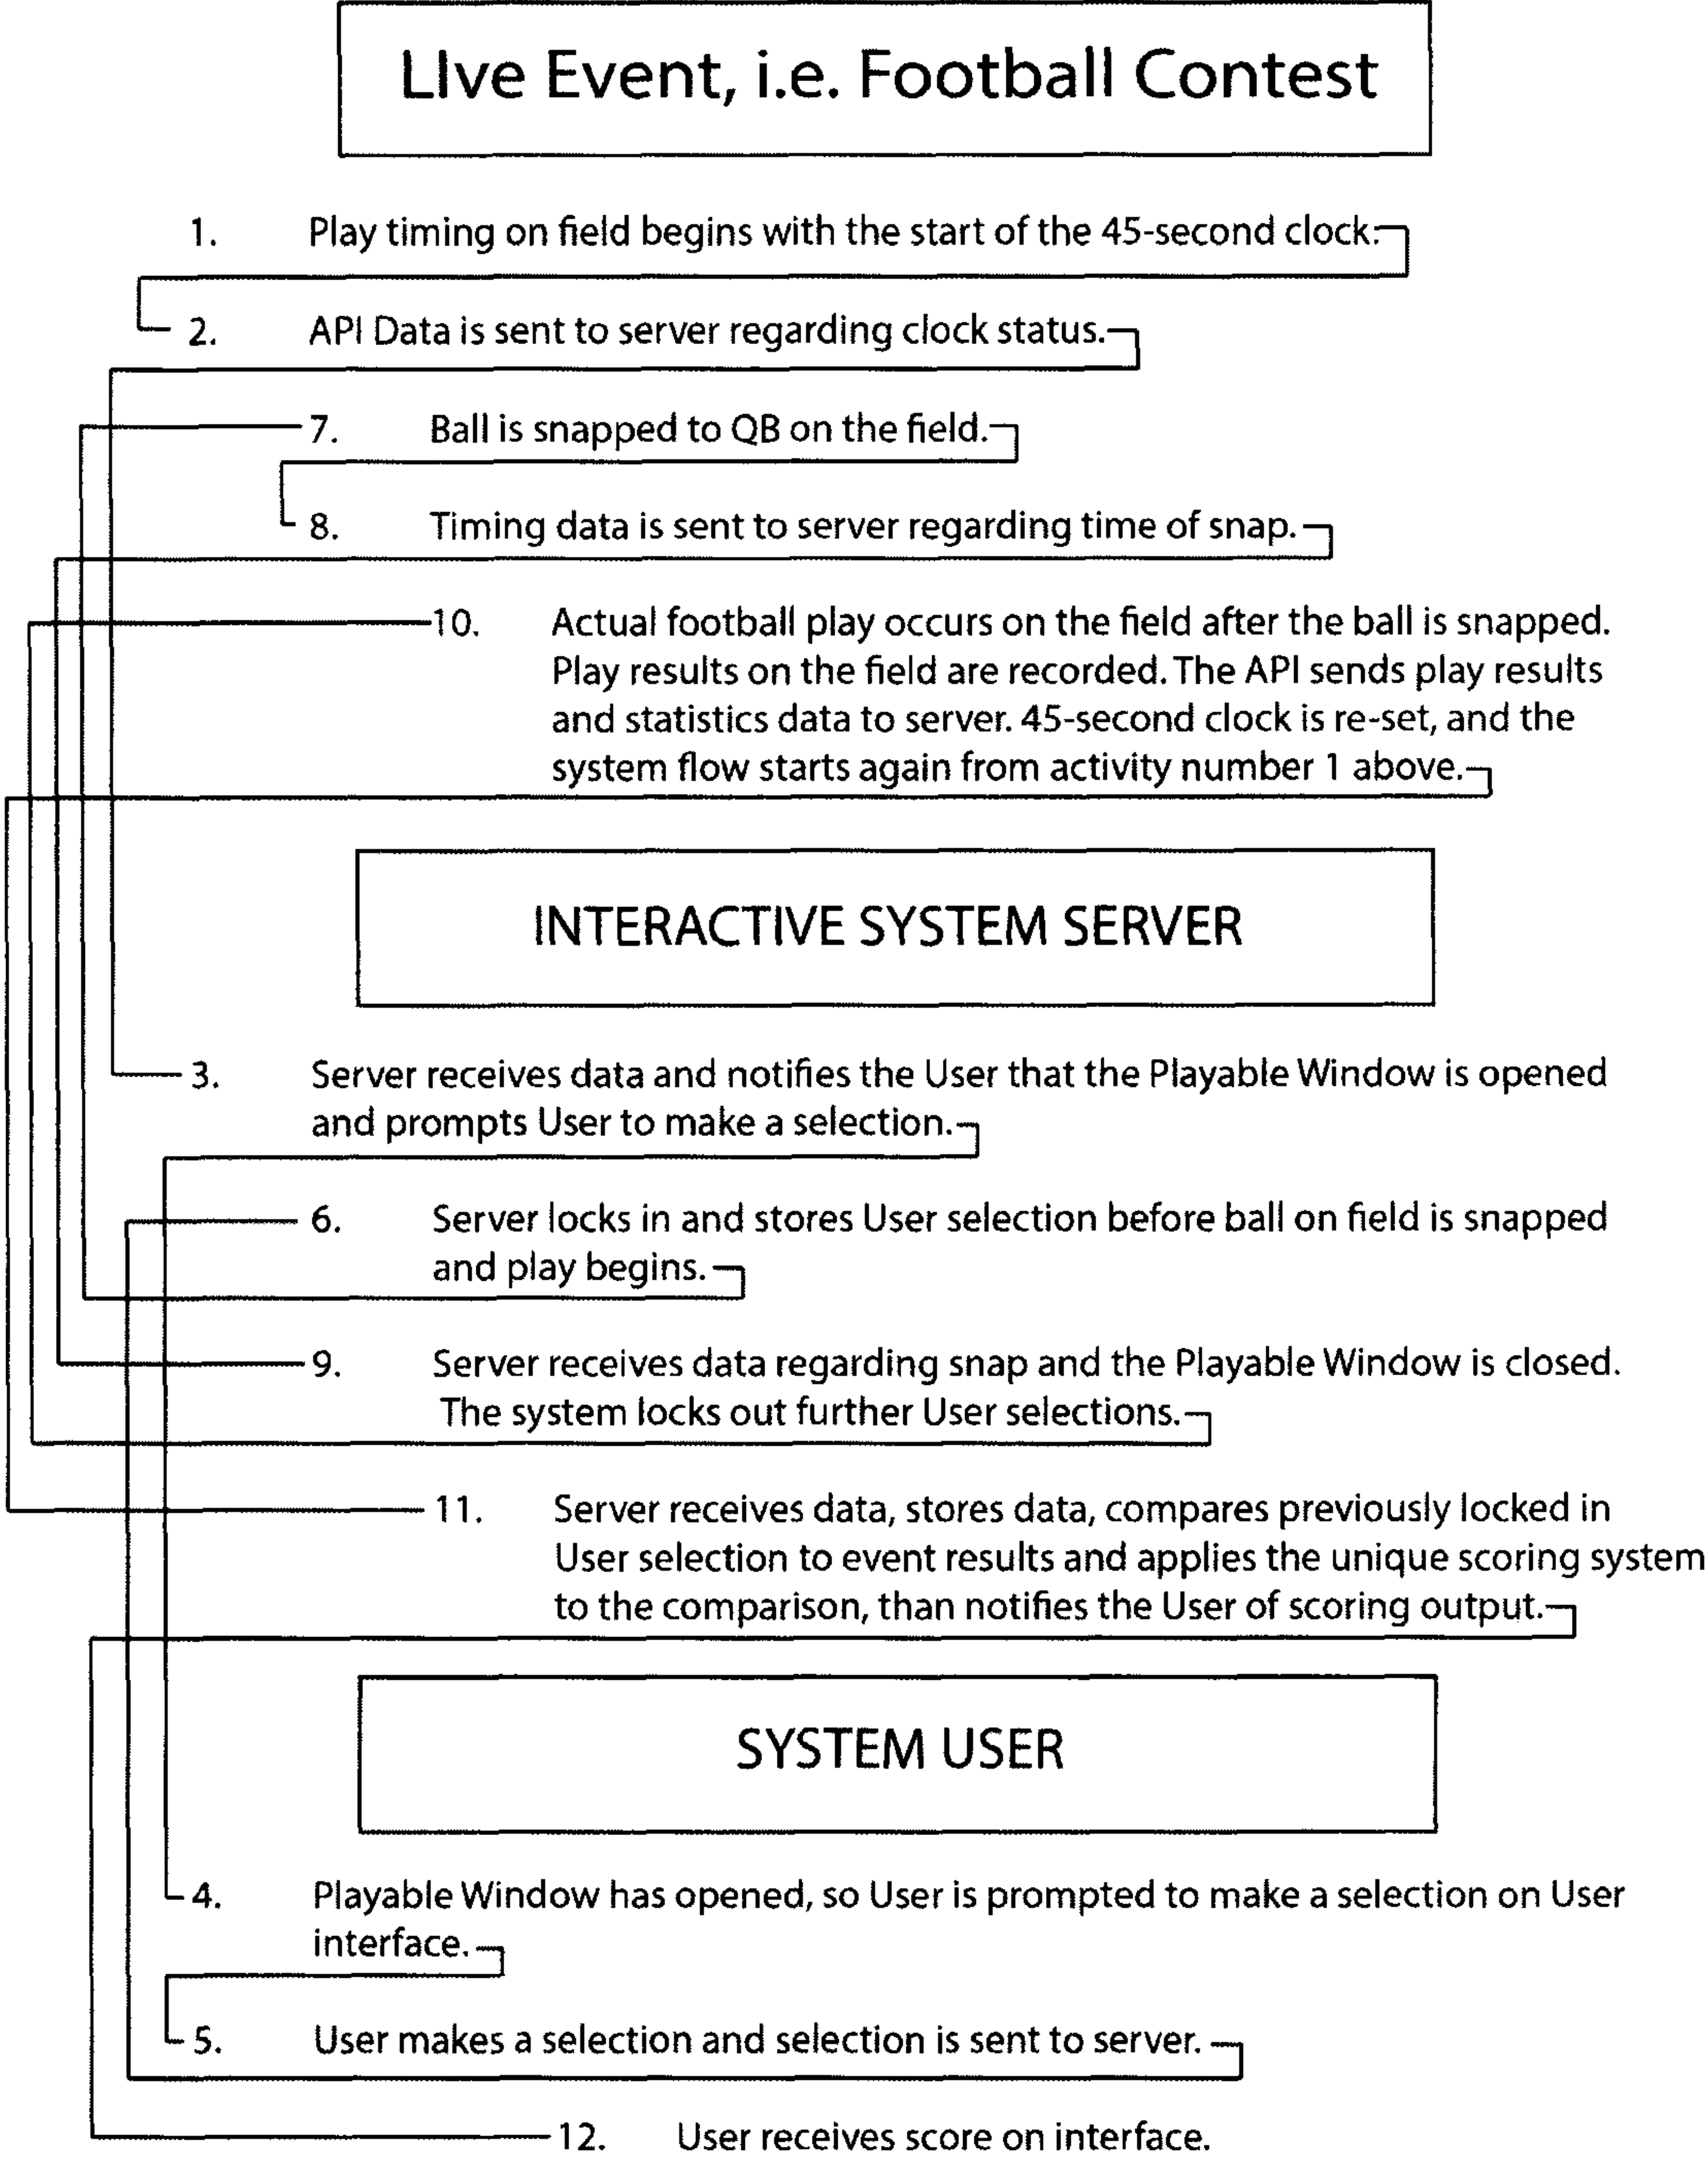 LIve Event, i.e. Football Contest
1. Play timing on field begins with the start of the 45-second clock.
2. API Data is sent to server regarding clock status.
7. Ball is snapped to QB on the field.
8. Timing data is sent to server regarding time of snap.
10. Actual football play occurs on the field after the ball is snapped.
Play results on the field are recorded. The API sends play results
and statistics data to server. 45-second clock is re-set, and the
system flow starts again from activity number 1 above.
INTERACTIVE SYSTEM SERVER
3. Server receives data and notifies the User that the Playable Window is opened
and prompts User to make a selection.
6. Server locks in and stores User selection before ball on field is snapped
and play begins.
9. Server receives data regarding snap and the Playable Window is closed.
The system locks out further User selections.
11. Server receives data, stores data, compares previously locked in
User selection to event results and applies the unique scoring system
to the comparison, than notifies the User of scoring output.
SYSTEM USER
4. Playable Window has opened, so User is prompted to make a selection on User
interface.
5. User makes a selection and selection is sent to server.
12. User receives score on interface.